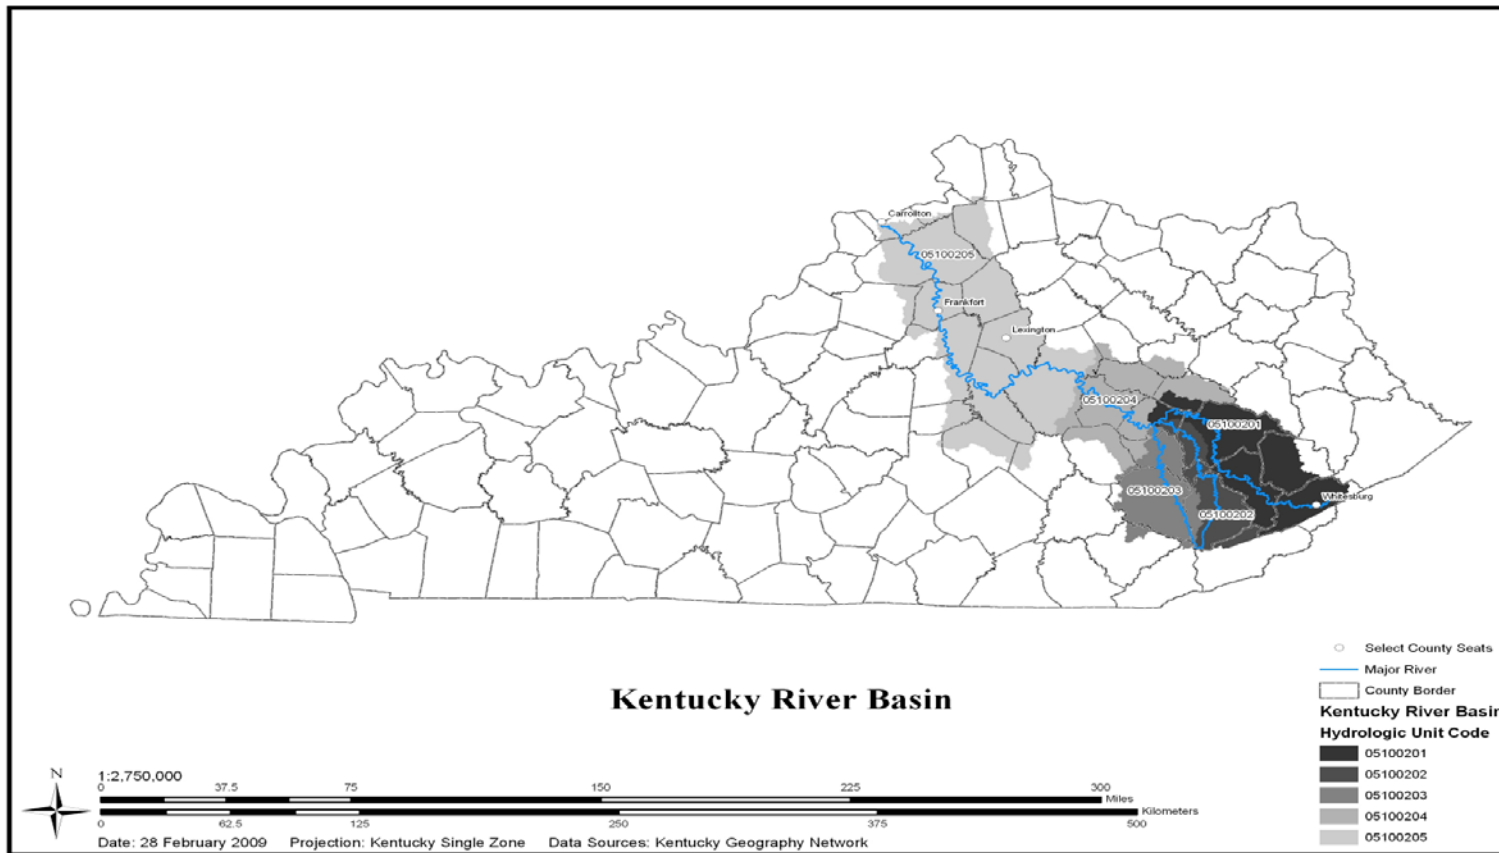 Carrollton
05100205
Frankfort
Lexington
05100204
05100201
05100203
Whitesburg
05100202
Select County Seats
Major River
County Border
Kentucky River Basin
Kentucky River Basin
Hydrologic Unit Code
05100201
05100202
05100203
05100204
05100205
N
1:2,750,000
0 37.5 75 150 225 300
Miles
Kilometers
0 62.5 125 250 375 500
Date: 28 February 2009 Projection: Kentucky Single Zone Data Sources: Kentucky Geography Network